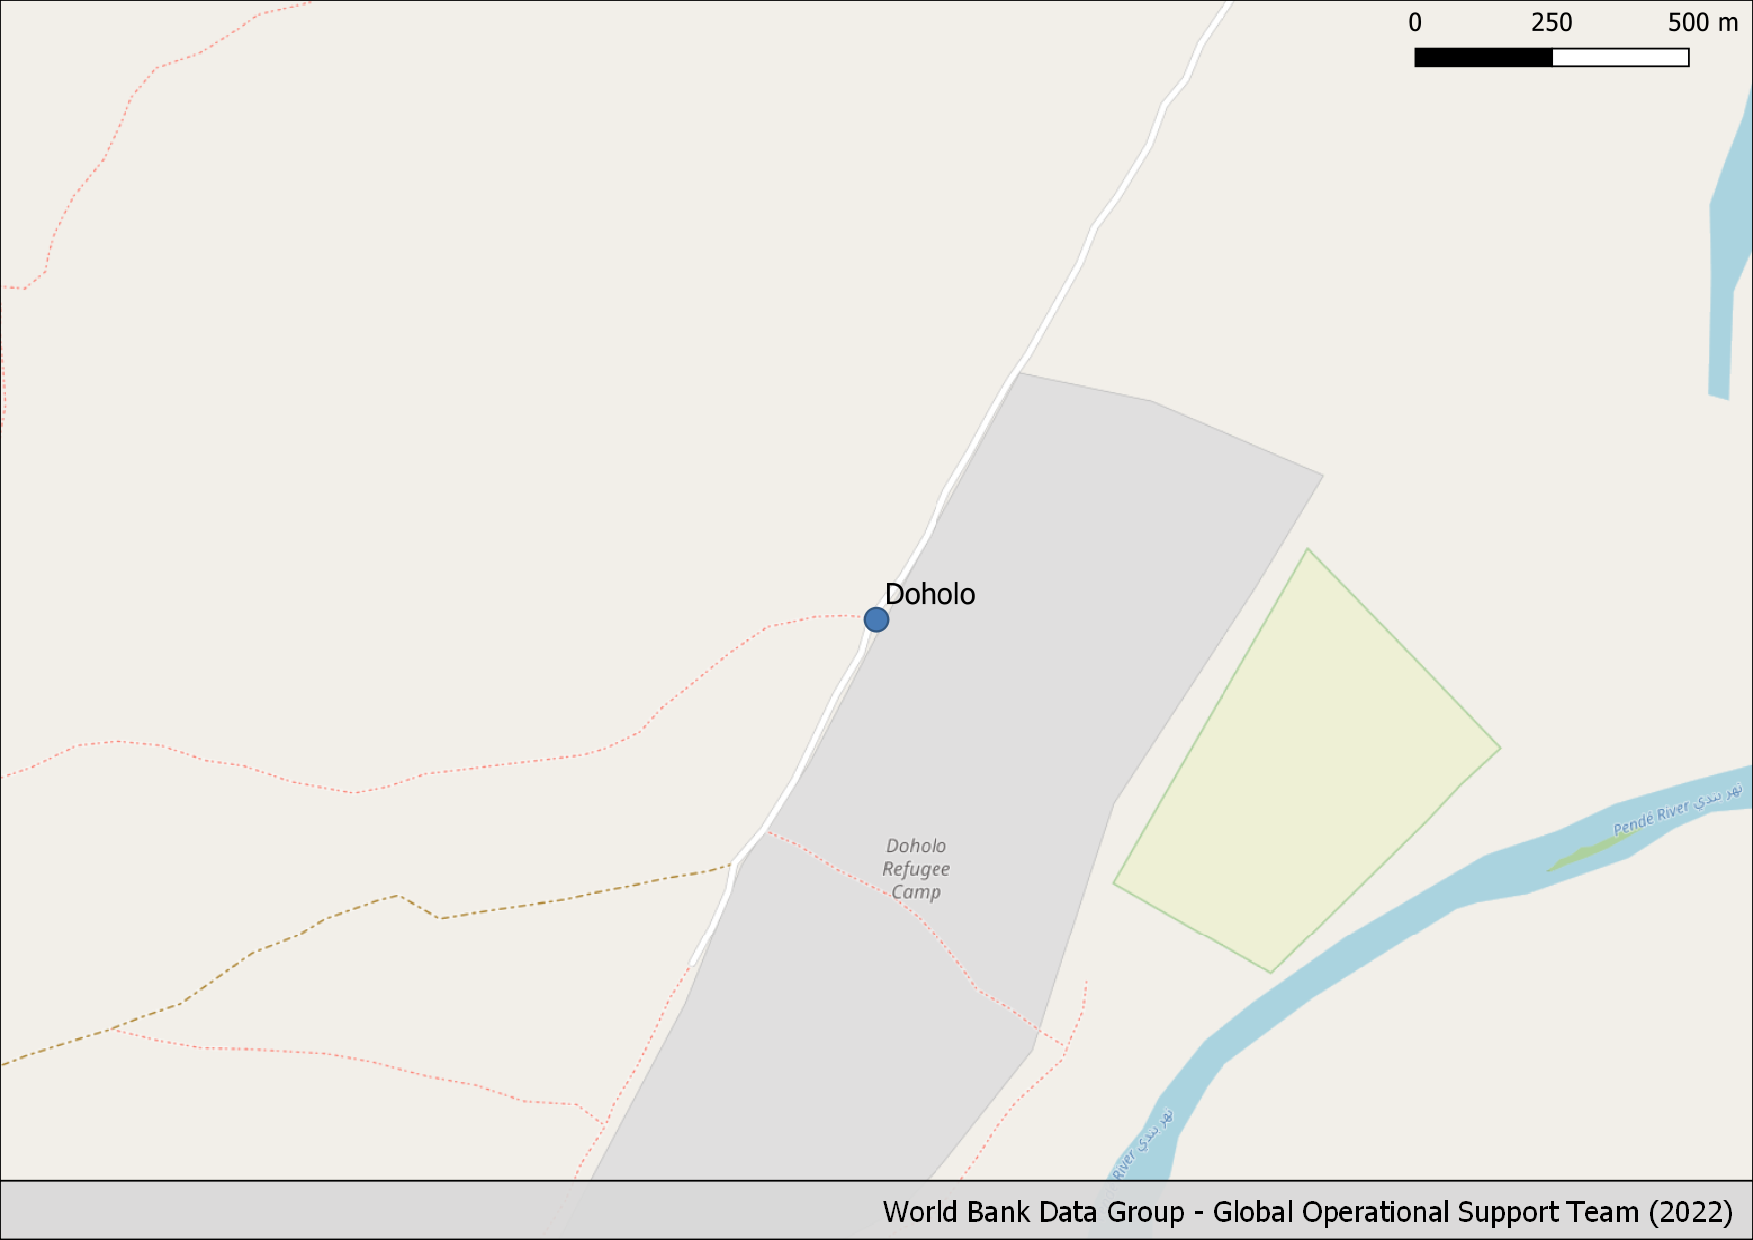 0 250 500 m
Doholo
Doholo
Refugee
Camp
Pendé River نهر بندي
River نهر بندي
World Bank Data Group - Global Operational Support Team (2022)